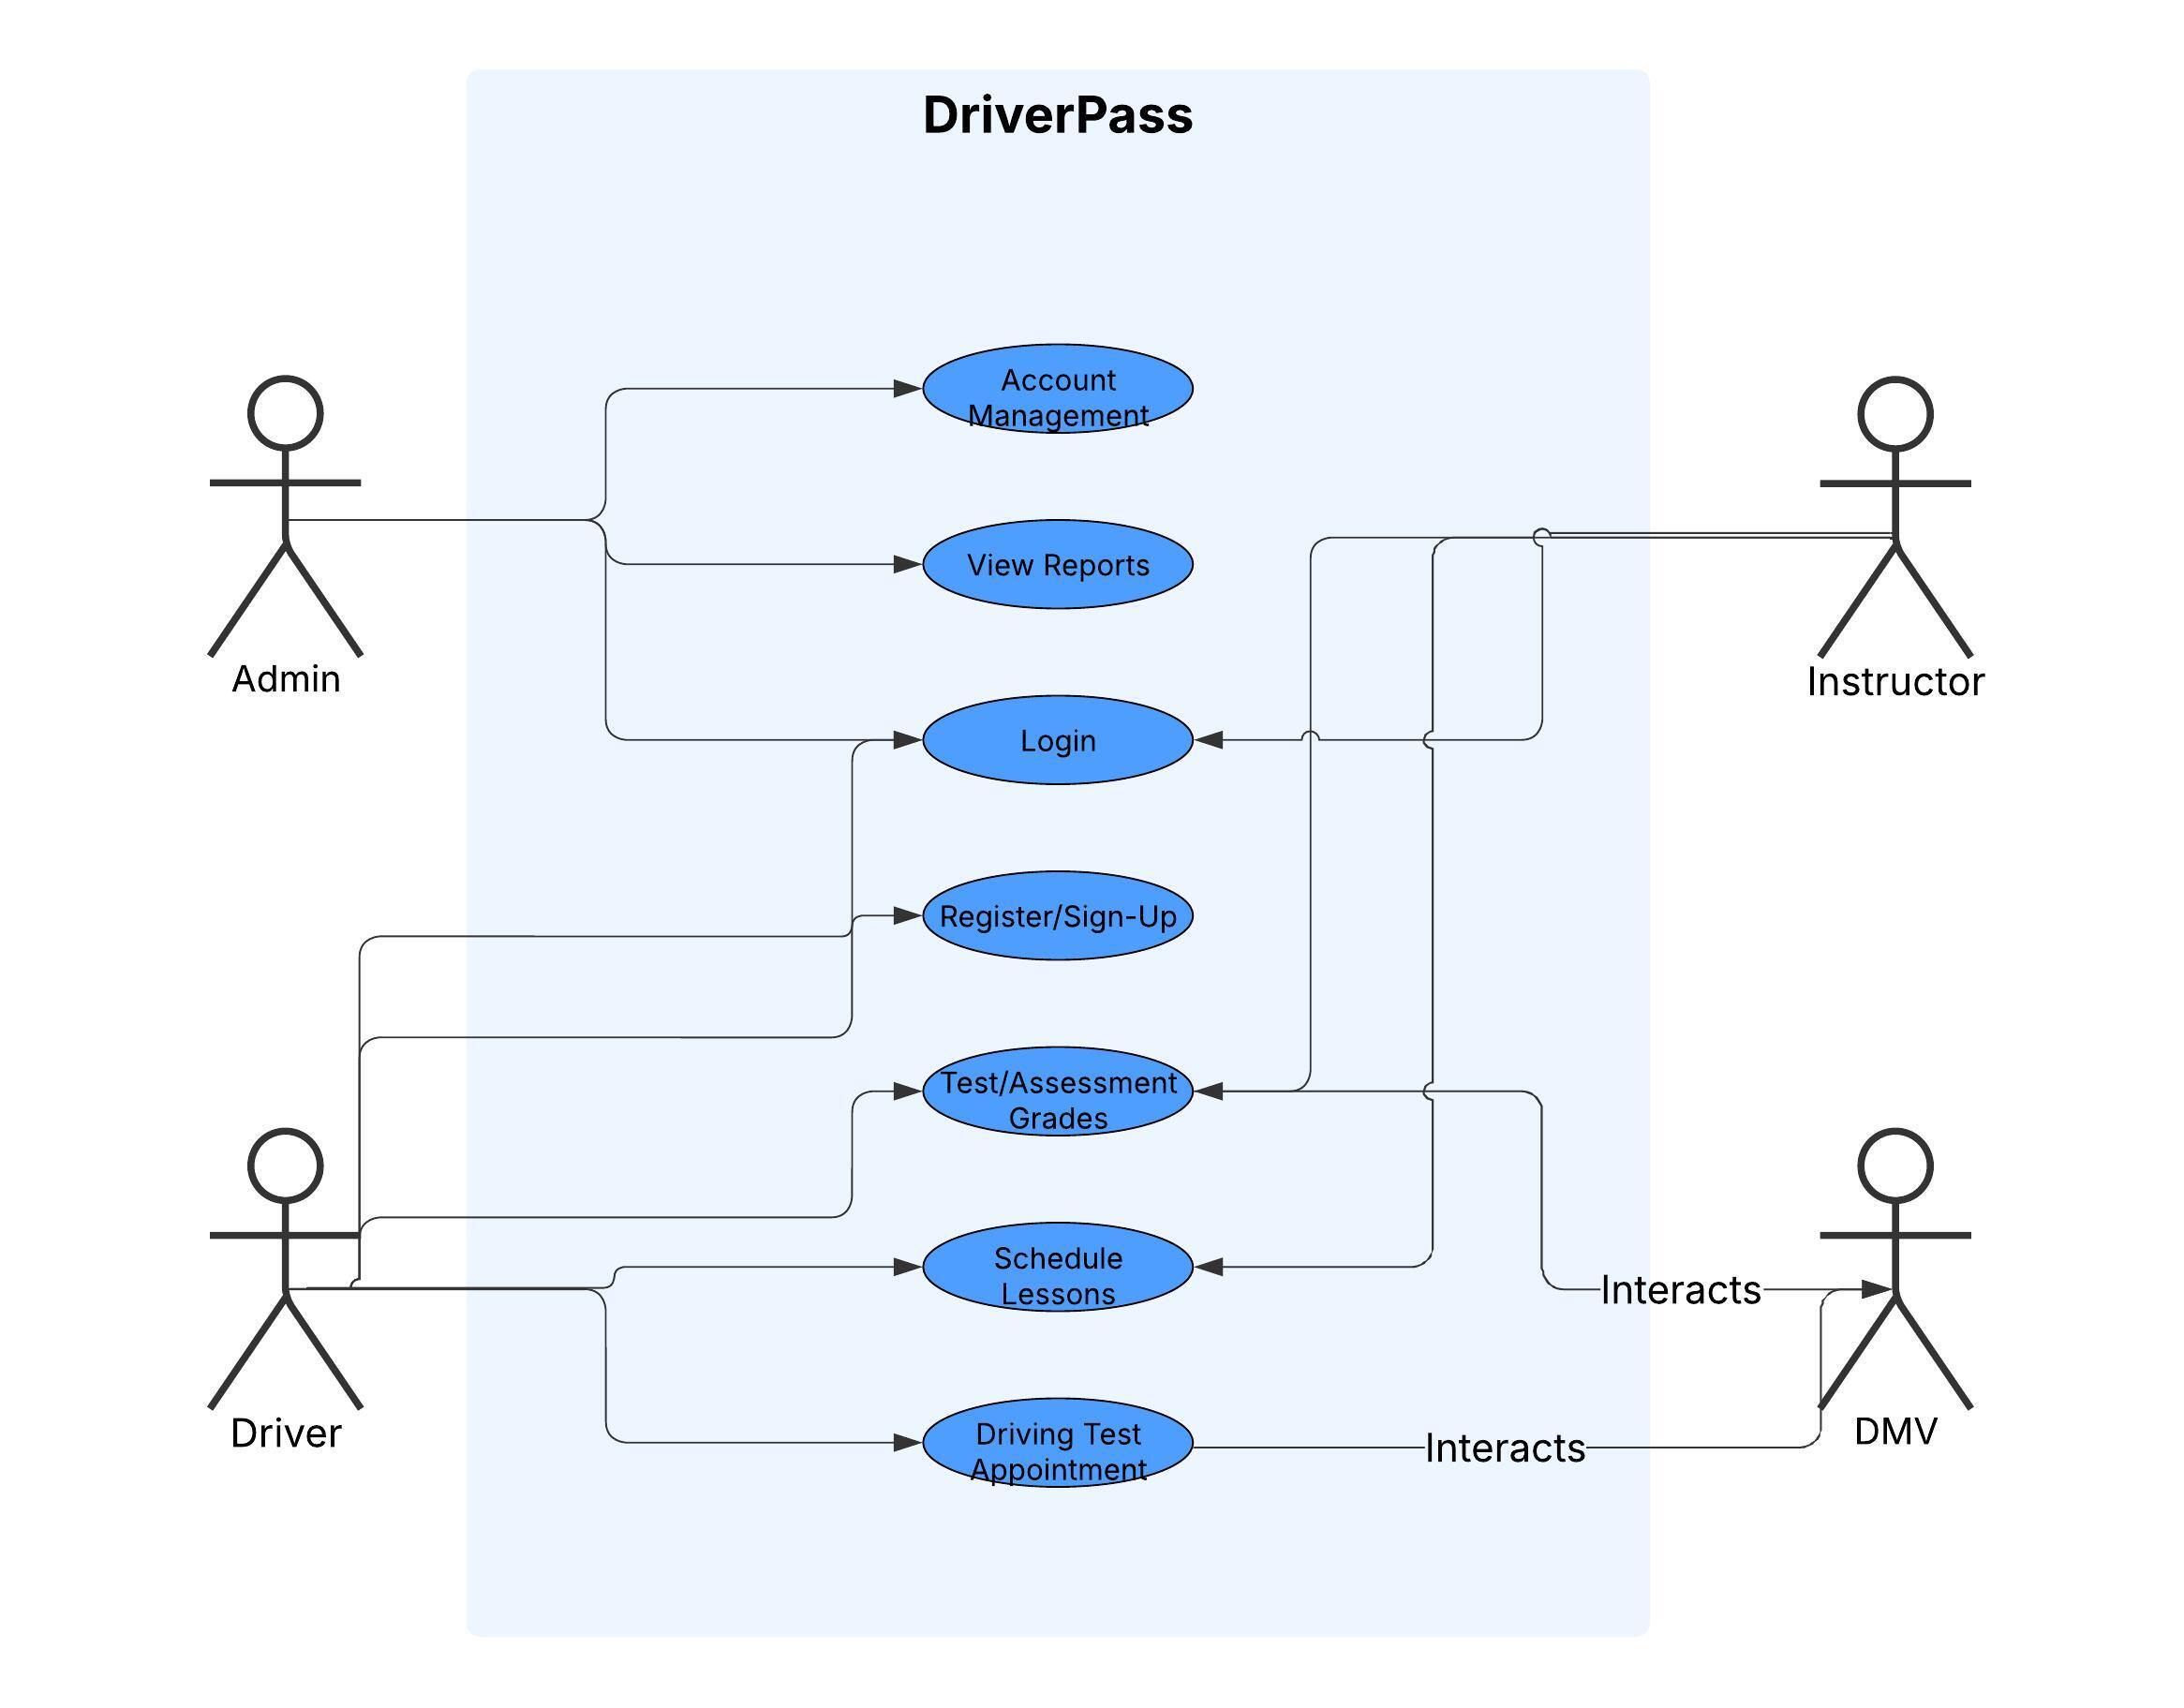 DriverPass
Account
Management
View Reports
Admin
Instructor
Login
Register/Sign-Up
Test/Assessment
Grades
Schedule
Lessons
Interacts
Driver
Driving Test
Appointment
Interacts
DMV